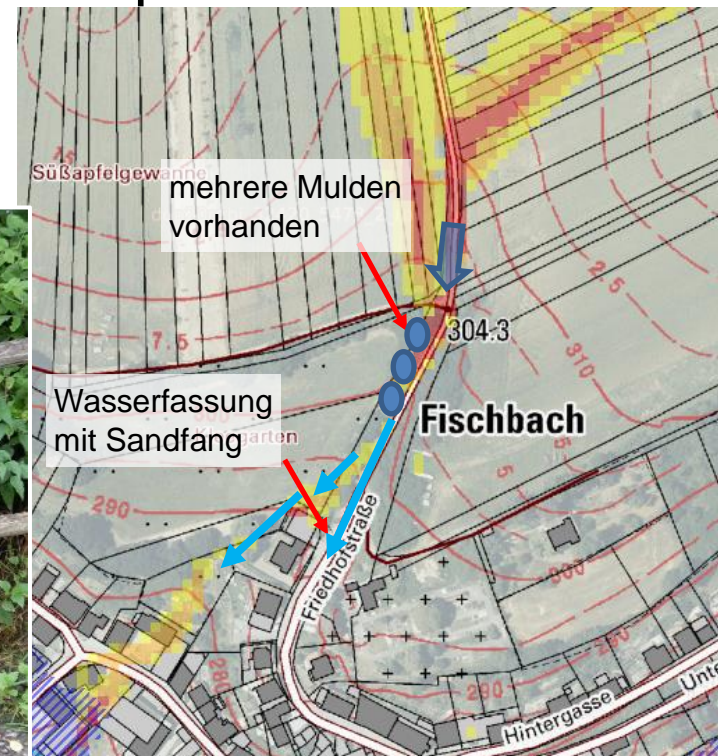 Süßapfelgewanne
mehrere Mulden
vorhanden
304.3
2.5
7.5
310
Wasserfassung
mit Sandfang
Fischbach
290
5
Friedhofstraße
300
280
290
280
Hintergasse
Unte